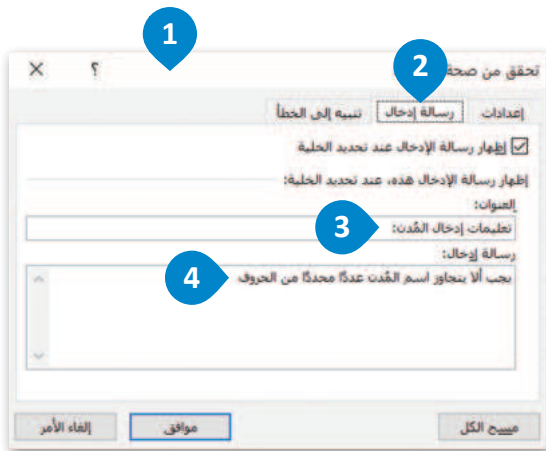 1
تحقق من صحة
2
إعدادات رسالة إدخال تنبيه إلى الخطأ
إظهار رسالة الإدخال عند تحديد الخلية
إظهار رسالة الإدخال هذه، عند تحديد الخلية:
العنوان:
تعليمات إدخال المُدن:
3
رسالة إدخال:
يجب ألا يتجاوز اسم المُدن عددًا محددًا من الحروف
4
مسح الكل موافق إلغاء الأمر